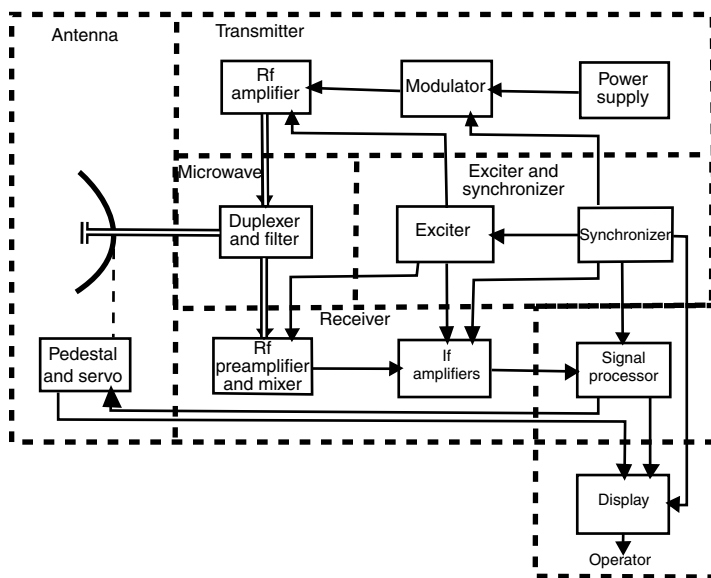 Antenna
Transmitter
Rf
amplifier
Modulator
Power
supply
Microwave
Exciter and
synchronizer
Duplexer
and filter
Exciter
Synchronizer
Receiver
Pedestal
and servo
Rf
preamplifier
and mixer
If
amplifiers
Signal
processor
Display
Operator